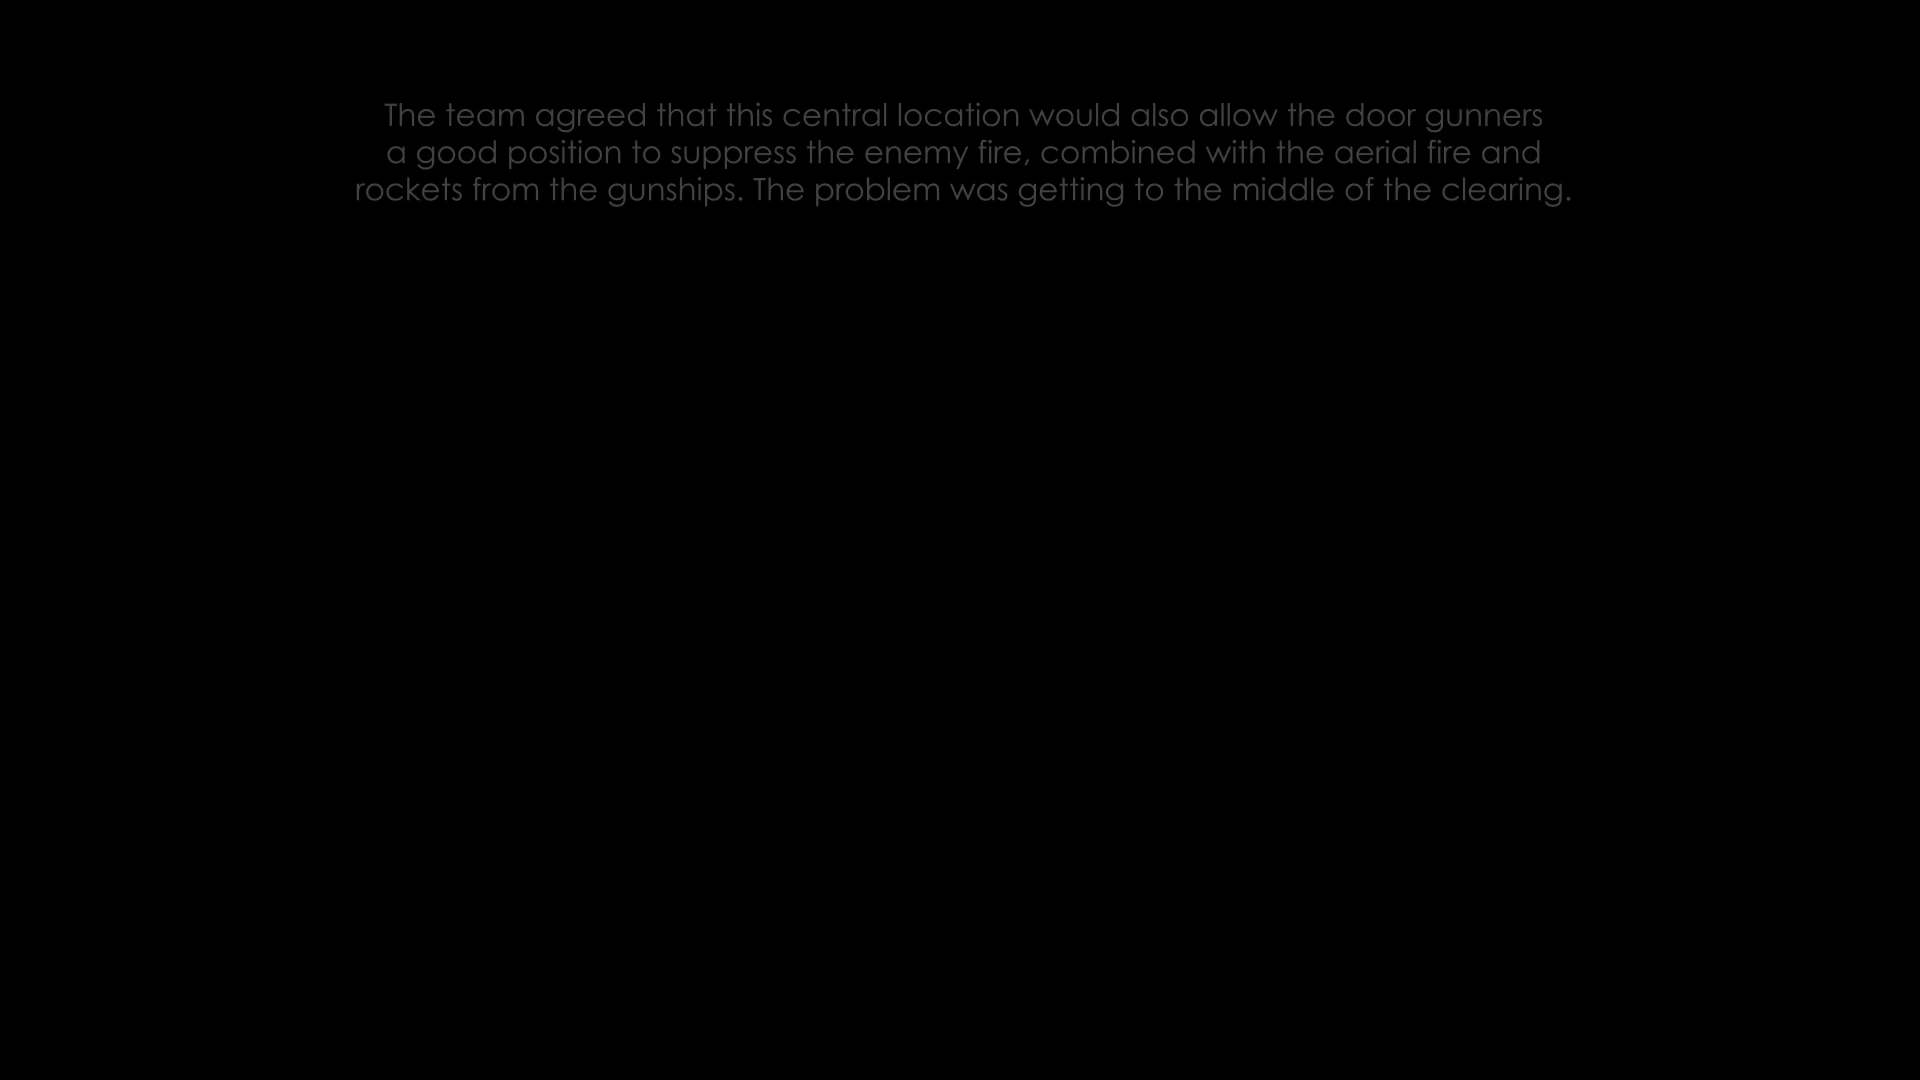 The team agreed that this central location would also allow the door gunners
a good position to suppress the enemy fire, combined with the aerial fire and
rockets from the gunships. The problem was getting to the middle of the clearing.